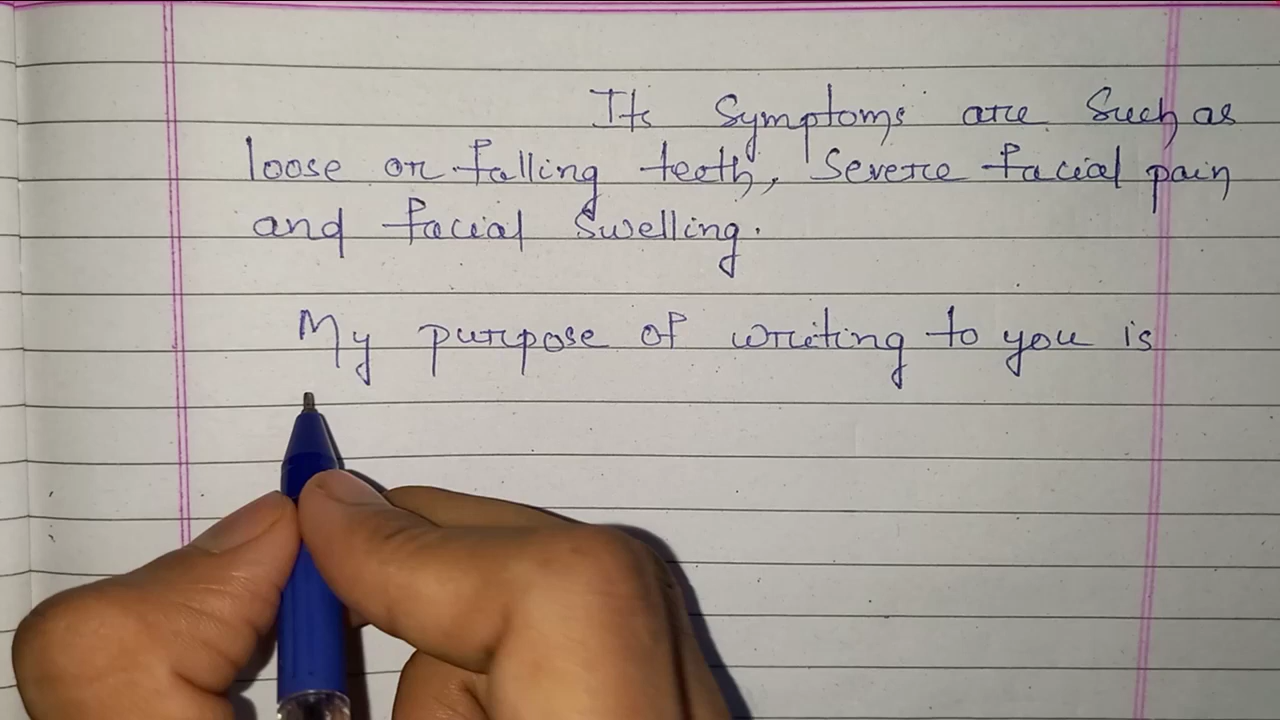 Its Symptoms are Such as
loose or falling teeth, Severe facial pain
and facial Swelling.
My purpose of writing to you is